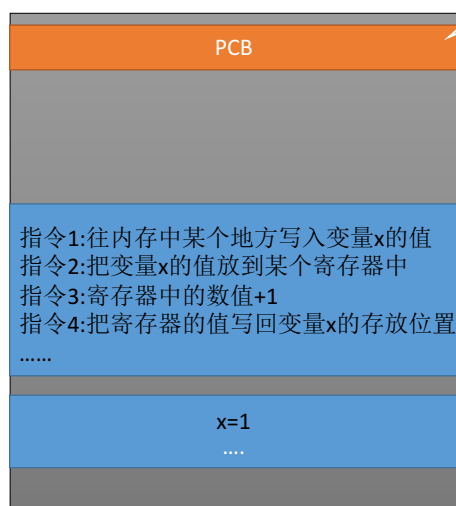 PCB
指令1:往内存中某个地方写入变量x的值
指令2:把变量x的值放到某个寄存器中
指令3:寄存器中的数值+1
指令4:把寄存器的值写回变量x的存放位置
......
x=1
....